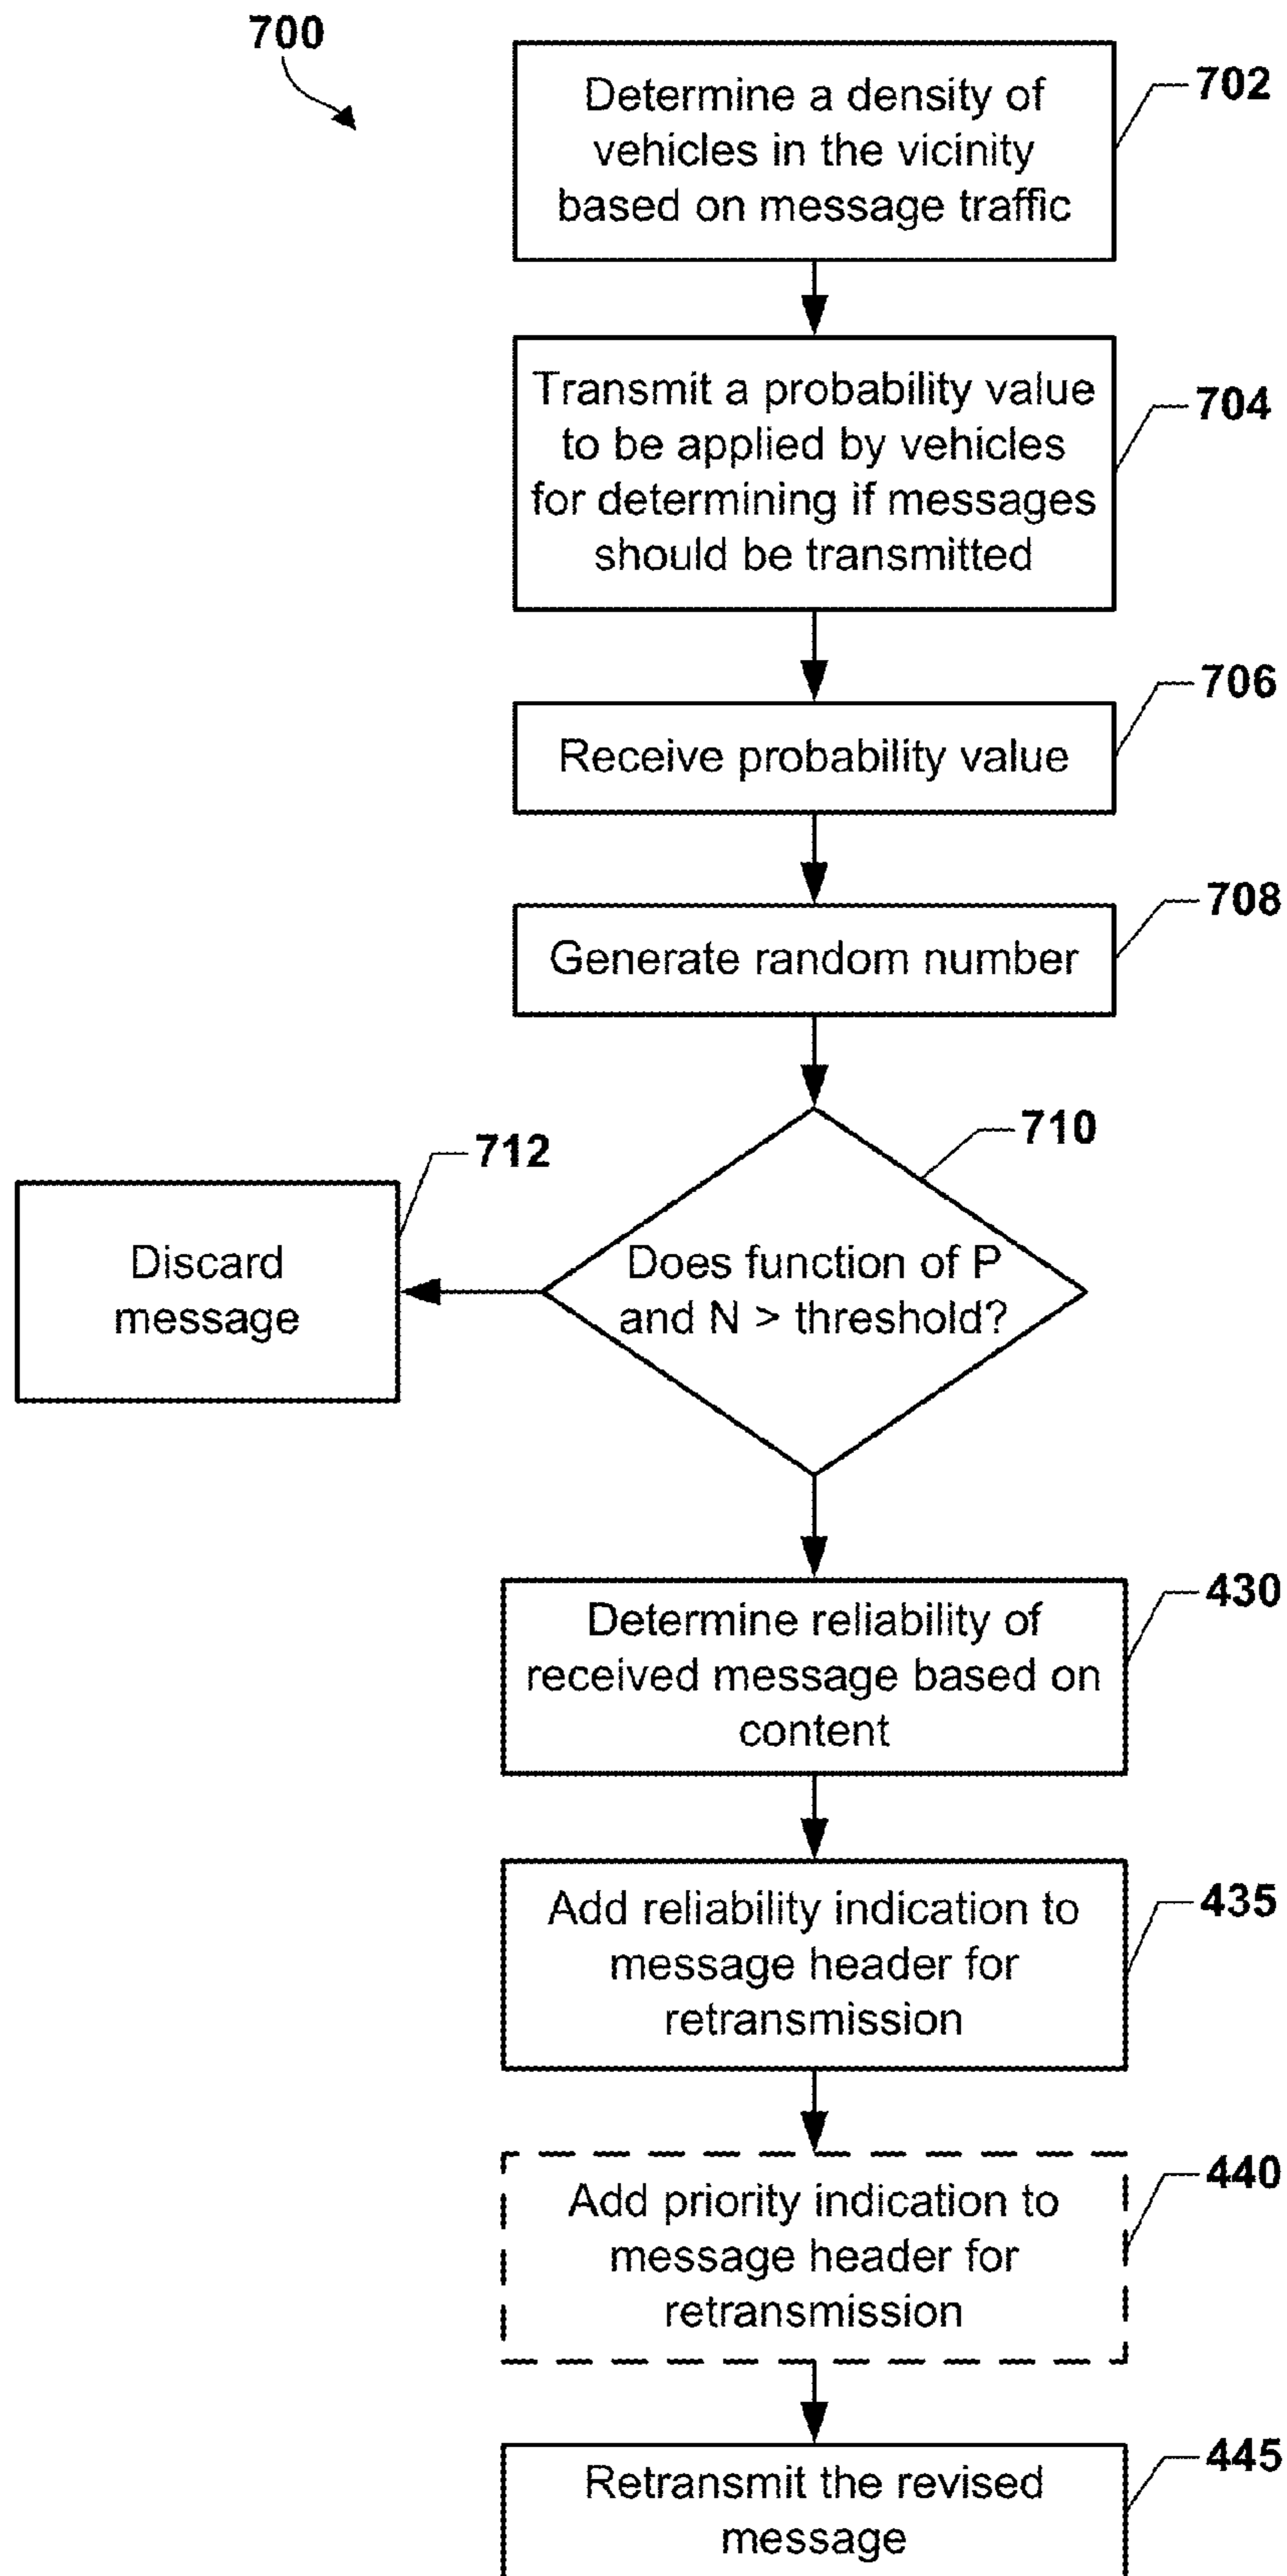 700
Determine a density of
vehicles in the vicinity
based on message traffic
702
Transmit a probability value
to be applied by vehicles
for determining if messages
should be transmitted
704
Receive probability value
706
Generate random number
708
Does function of P
and N > threshold?
710
Discard
message
712
Determine reliability of
received message based on
content
430
Add reliability indication to
message header for
retransmission
435
Add priority indication to
message header for
retransmission
440
Retransmit the revised
message
445